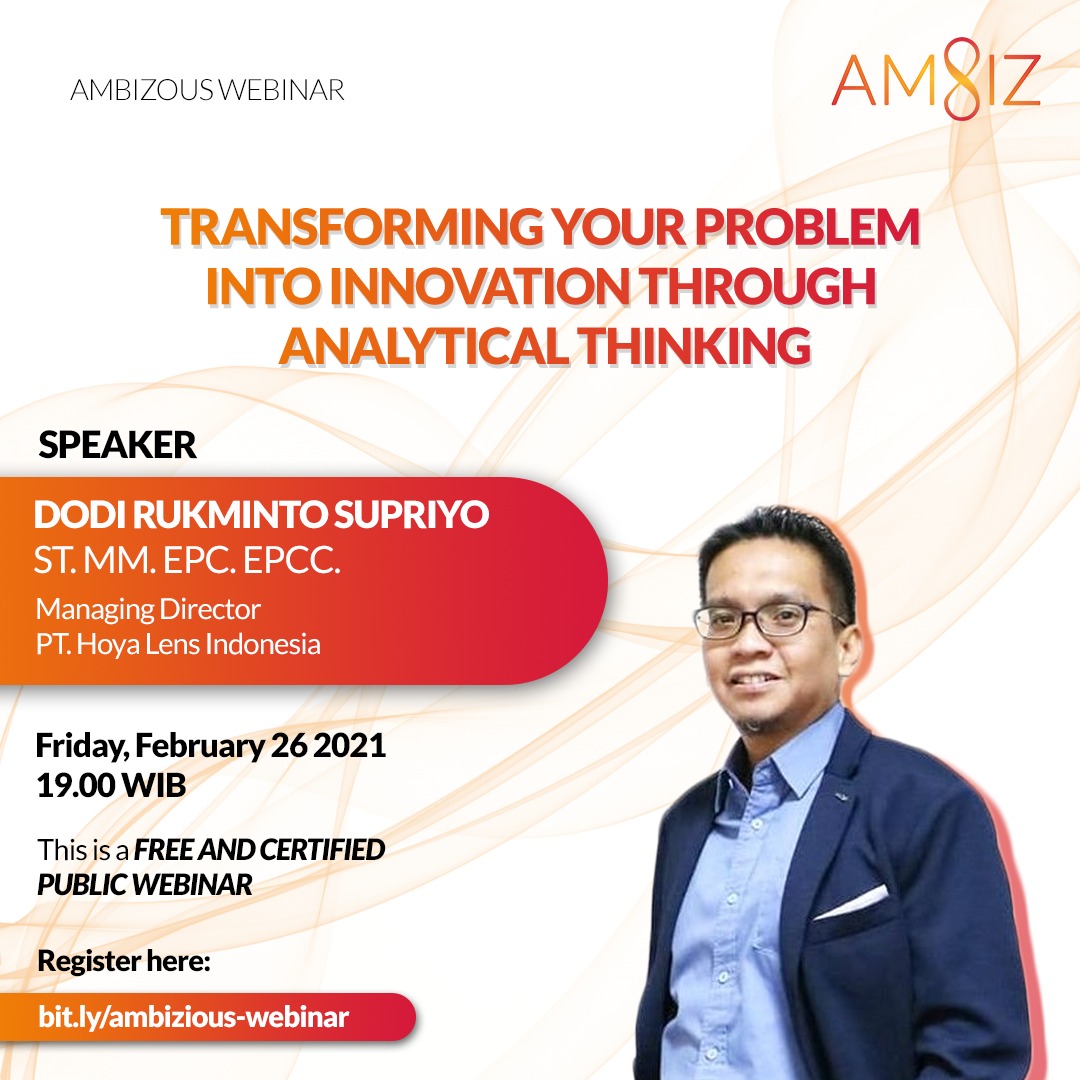 AMBIZOUS WEBINAR
AM8IZ
TRANSFORMING YOUR PROBLEM
INTO INNOVATION THROUGH
ANALYTICAL THINKING
SPEAKER
DODI RUKMINTO SUPRIYO
ST. MM. EPC. EPCC.
Managing Director
PT. Hoya Lens Indonesia
Friday, February 26 2021
19.00 WIB
This is a FREE AND CERTIFIED
PUBLIC WEBINAR
Register here:
bit.ly/ambizious-webinar